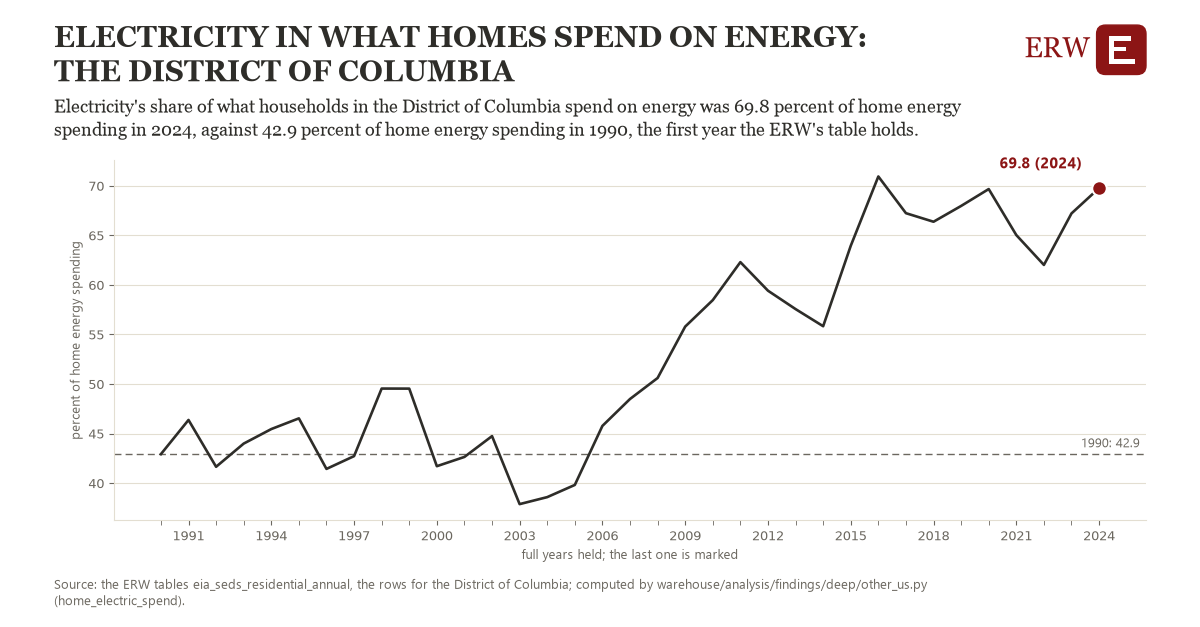 ELECTRICITY IN WHAT HOMES SPEND ON ENERGY:
THE DISTRICT OF COLUMBIA
ERW E
Electricity's share of what households in the District of Columbia spend on energy was 69.8 percent of home energy
spending in 2024, against 42.9 percent of home energy spending in 1990, the first year the ERW's table holds.
69.8 (2024)
70
65
60
55
50
45
40
percent of home energy spending
1990: 42.9
1991 1994 1997 2000 2003 2006 2009 2012 2015 2018 2021 2024
full years held; the last one is marked
Source: the ERW tables eia_seds_residential_annual, the rows for the District of Columbia; computed by warehouse/analysis/findings/deep/other_us.py
(home_electric_spend).